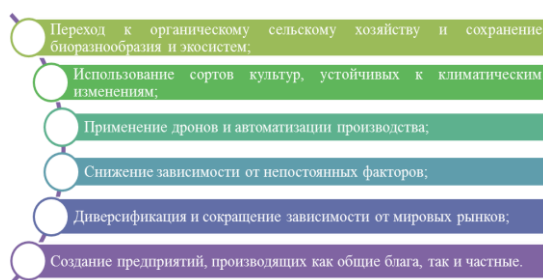 Переход к органическому сельскому хозяйству и сохранение
биоразнообразия и экосистем;
Использование сортов культур, устойчивых к климатическим
изменениям;
Применение дронов и автоматизации производства;
Снижение зависимости от непостоянных факторов;
Диверсификация и сокращение зависимости от мировых рынков;
Создание предприятий, производящих как общие блага, так и частные.